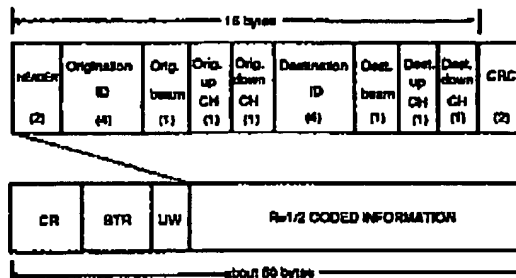 16 bytes
HEADER (2)
Origination ID (4)
Orig. beam (1)
Orig. up CH (1)
Orig. down CH (1)
Destination ID (4)
Dest. beam (1)
Dest. up CH (1)
Dest. down CH (1)
CRC (2)
CR
BTR
UW
R=1/2 CODED INFORMATION
about 60 bytes